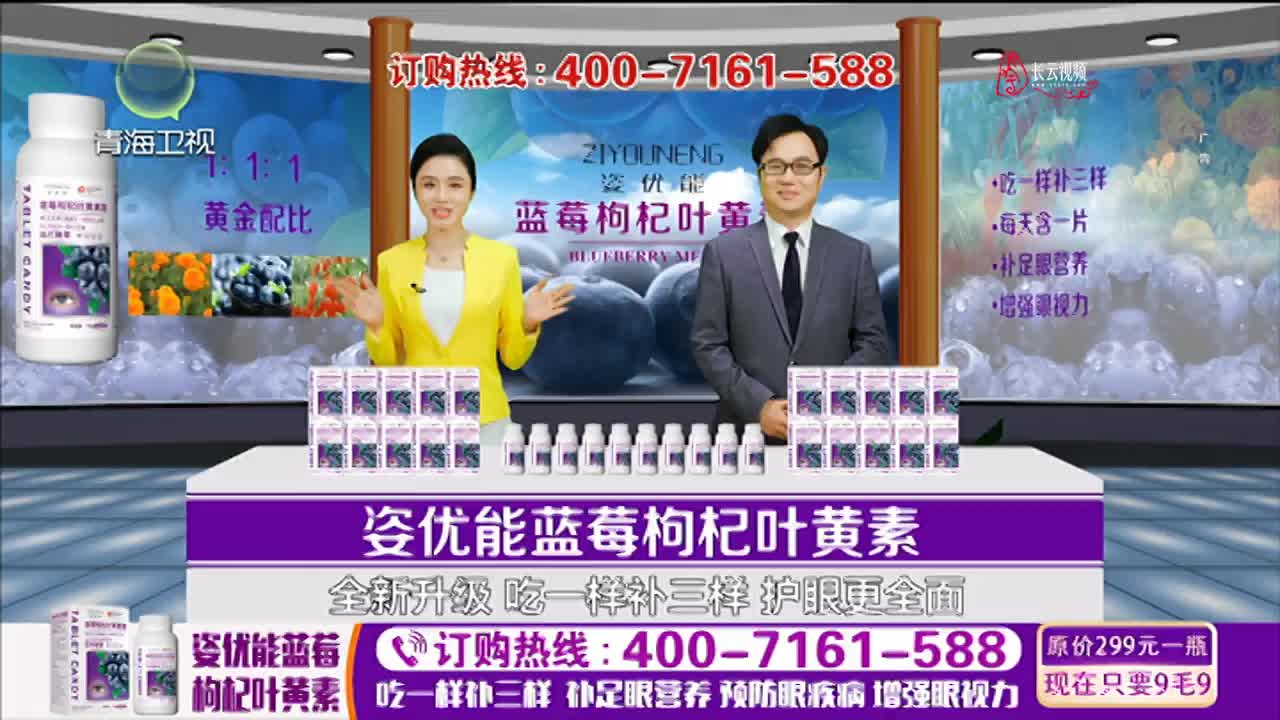 订购热线：400-7161-588
长云视频
青海卫视
广告
1：1：1
黄金配比
ZIYOUNENG
姿优能
蓝莓枸杞叶黄
BLUEBERRY
·吃一样补三样
·每天含一片
·补足眼营养
·增强眼视力
TABLET CANDY
姿优能蓝莓枸杞叶黄素
全新升级 吃一样补三样 护眼更全面
TABLET CANDY
姿优能蓝莓
枸杞叶黄素
订购热线：400-7161-588
吃一样补三样 补足眼营养 预防眼疾病 增强眼视力
原价299元一瓶
现在只要9毛9